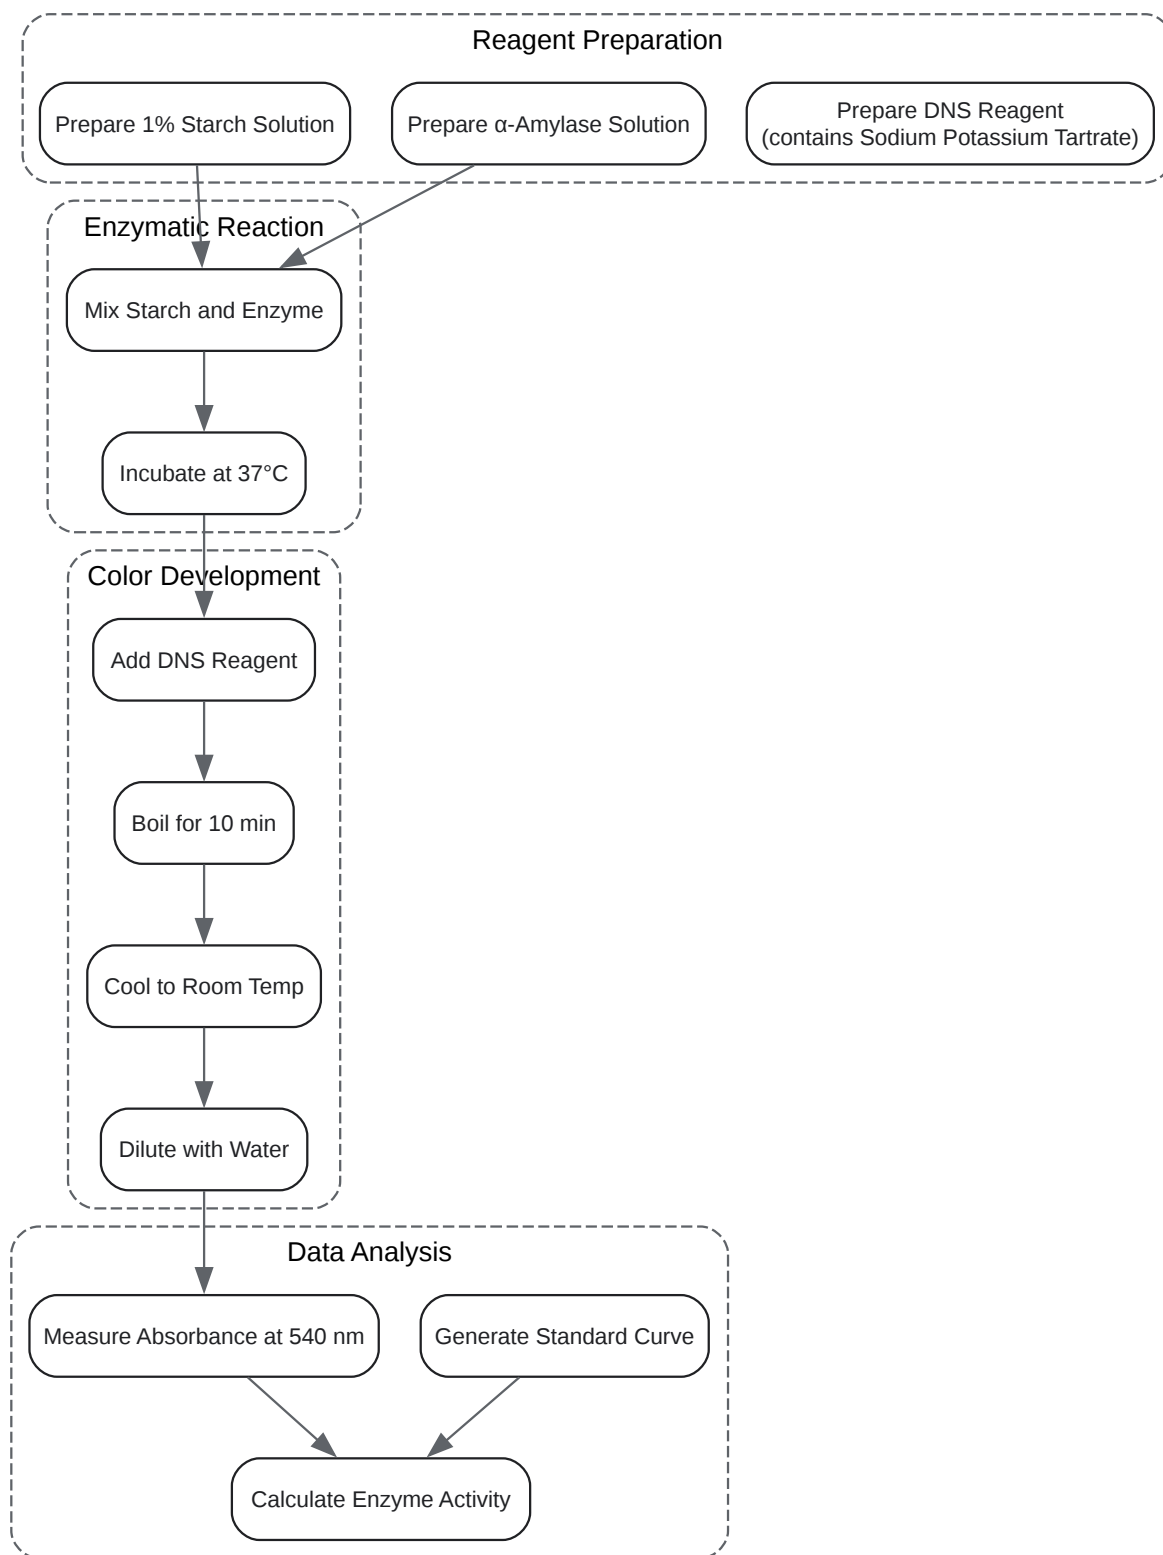 Reagent Preparation
Prepare 1% Starch Solution
Prepare α-Amylase Solution
Prepare DNS Reagent
(contains Sodium Potassium Tartrate)
Enzymatic Reaction
Mix Starch and Enzyme
Incubate at 37°C
Color Development
Add DNS Reagent
Boil for 10 min
Cool to Room Temp
Dilute with Water
Data Analysis
Measure Absorbance at 540 nm
Generate Standard Curve
Calculate Enzyme Activity